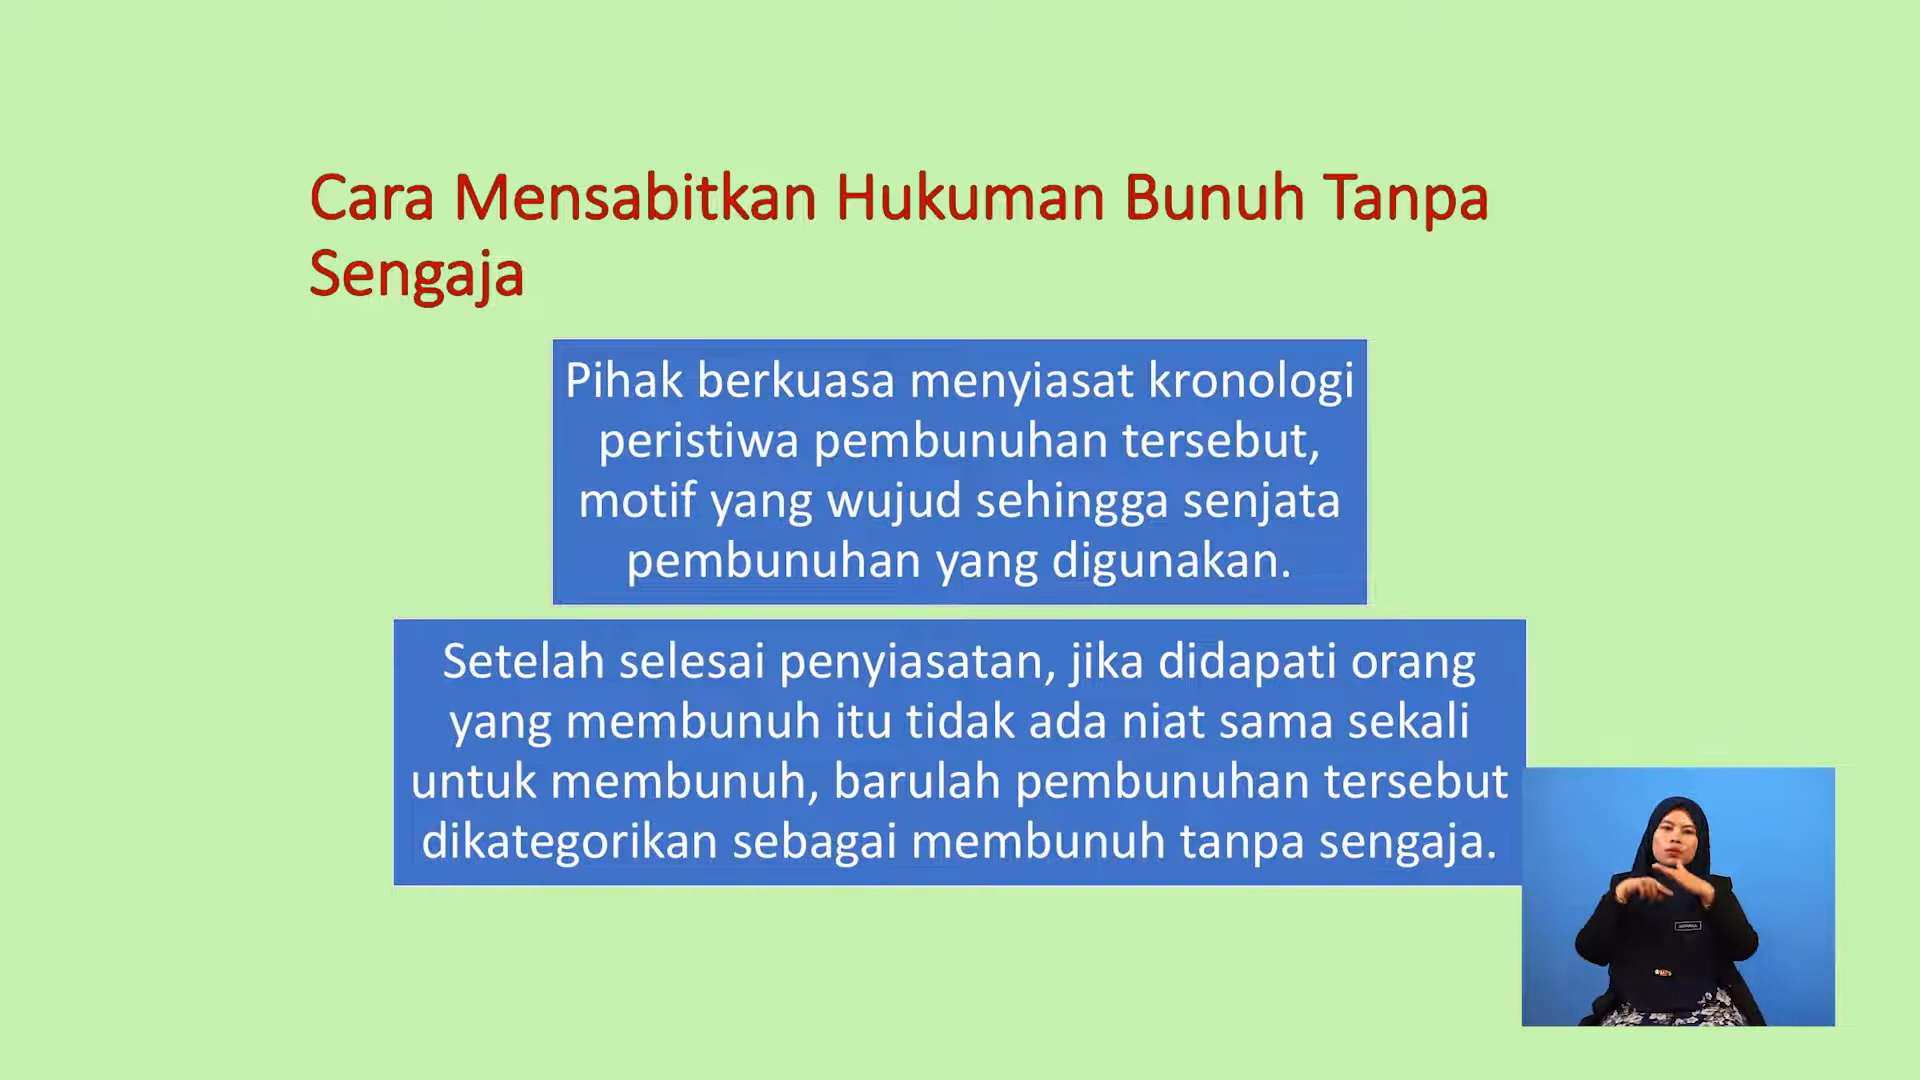 Cara Mensabitkan Hukuman Bunuh Tanpa
Sengaja
Pihak berkuasa menyiasat kronologi
peristiwa pembunuhan tersebut,
motif yang wujud sehingga senjata
pembunuhan yang digunakan.
Setelah selesai penyiasatan, jika didapati orang
yang membunuh itu tidak ada niat sama sekali
untuk membunuh, barulah pembunuhan tersebut
dikategorikan sebagai membunuh tanpa sengaja.